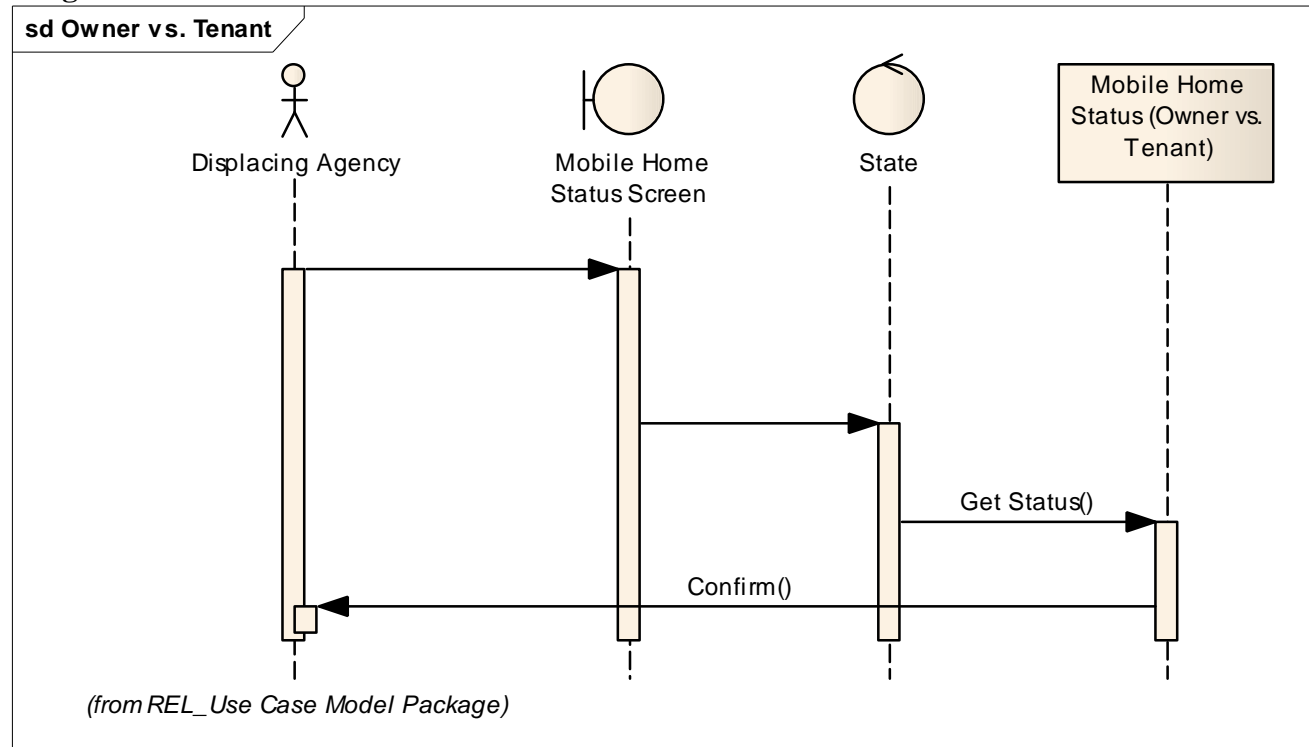 sd Owner vs. Tenant
Displacing Agency
Mobile Home
Status Screen
State
Mobile Home
Status (Owner vs.
Tenant)
Get Status()
Confirm()
(from REL_Use Case Model Package)